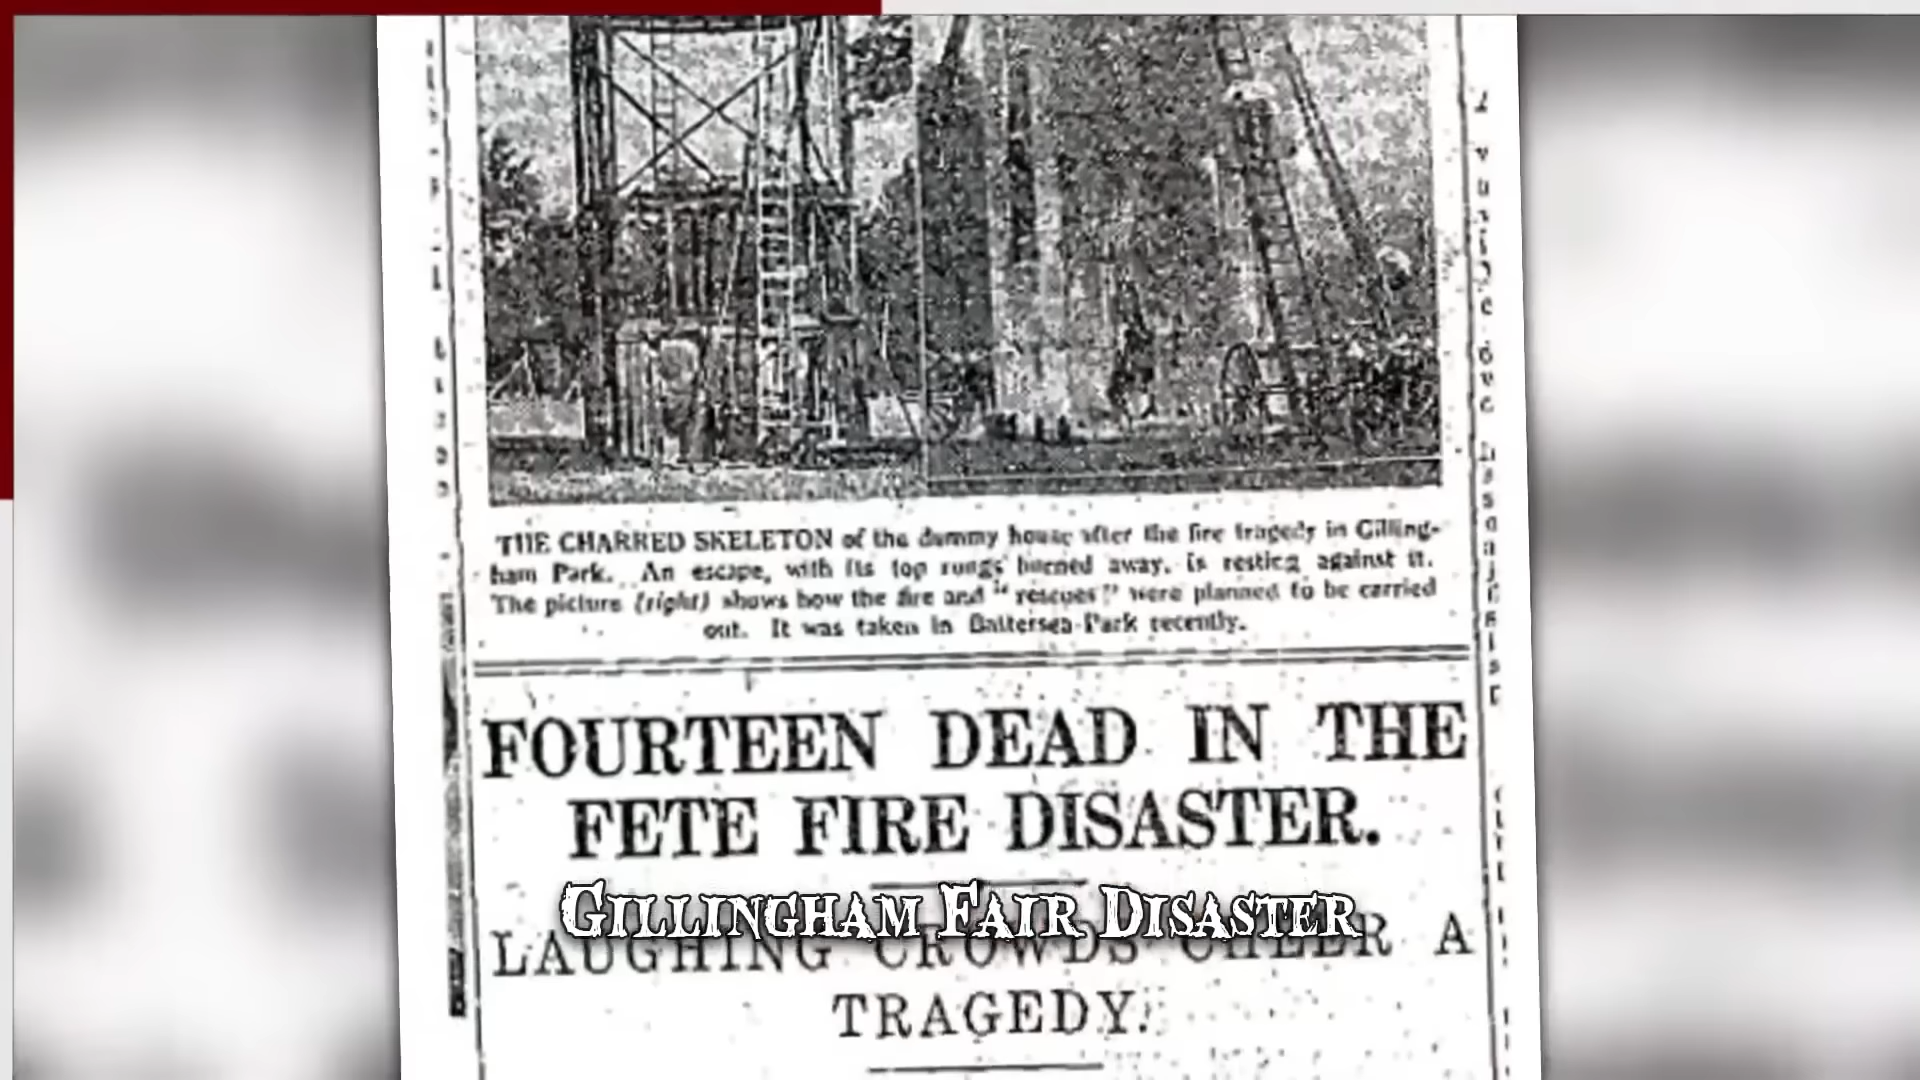 THE CHARRED SKELETON of the dummy house after the fire tragedy in Gilling-
ham Park. An escape, with its top rungs burned away, is resting against it.
The picture (right) shows how the fire and "rescues" were planned to be carried
out. It was taken in Battersea Park recently.
FOURTEEN DEAD IN THE
FETE FIRE DISASTER.
GILLINGHAM FAIR DISASTER
LAUGHING CROWDS CHEER A
TRAGEDY.